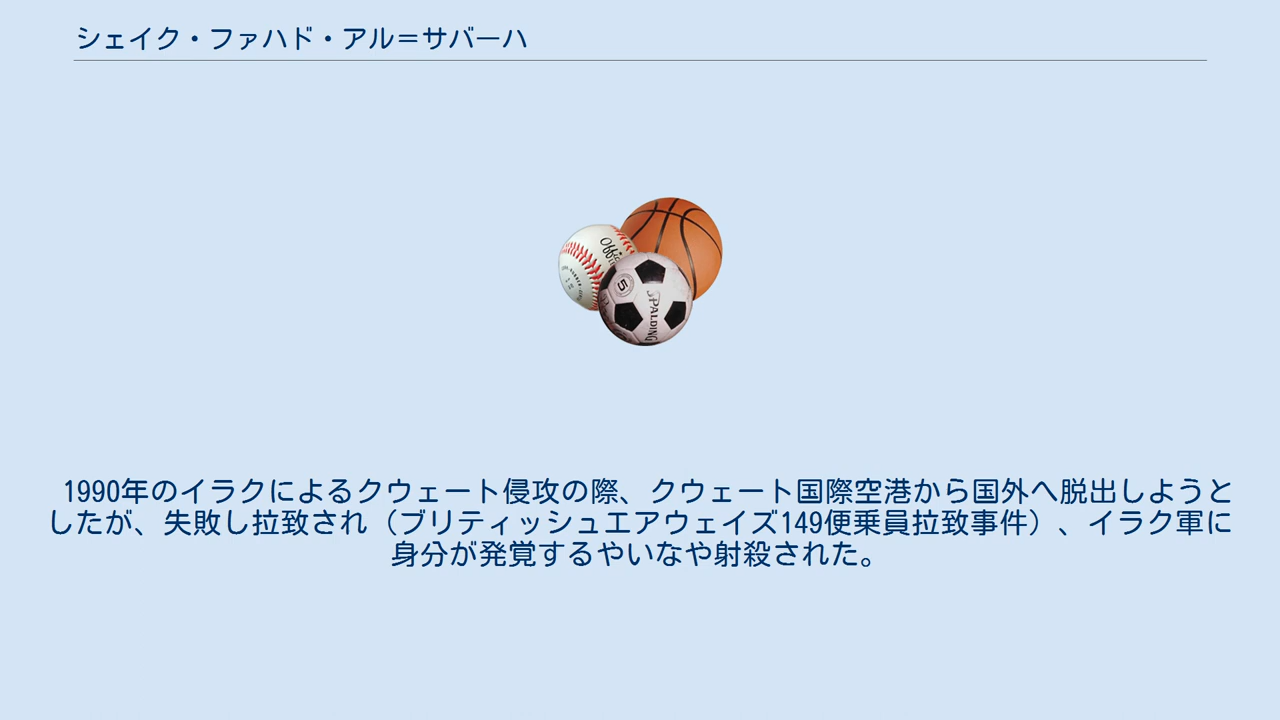 シェイク・ファハド・アル＝サバーハ
Offic
5
SPALDING
1990年のイラクによるクウェート侵攻の際、クウェート国際空港から国外へ脱出しようと
したが、失敗し拉致され（ブリティッシュエアウェイズ149便乗員拉致事件）、イラク軍に
身分が発覚するやいなや射殺された。